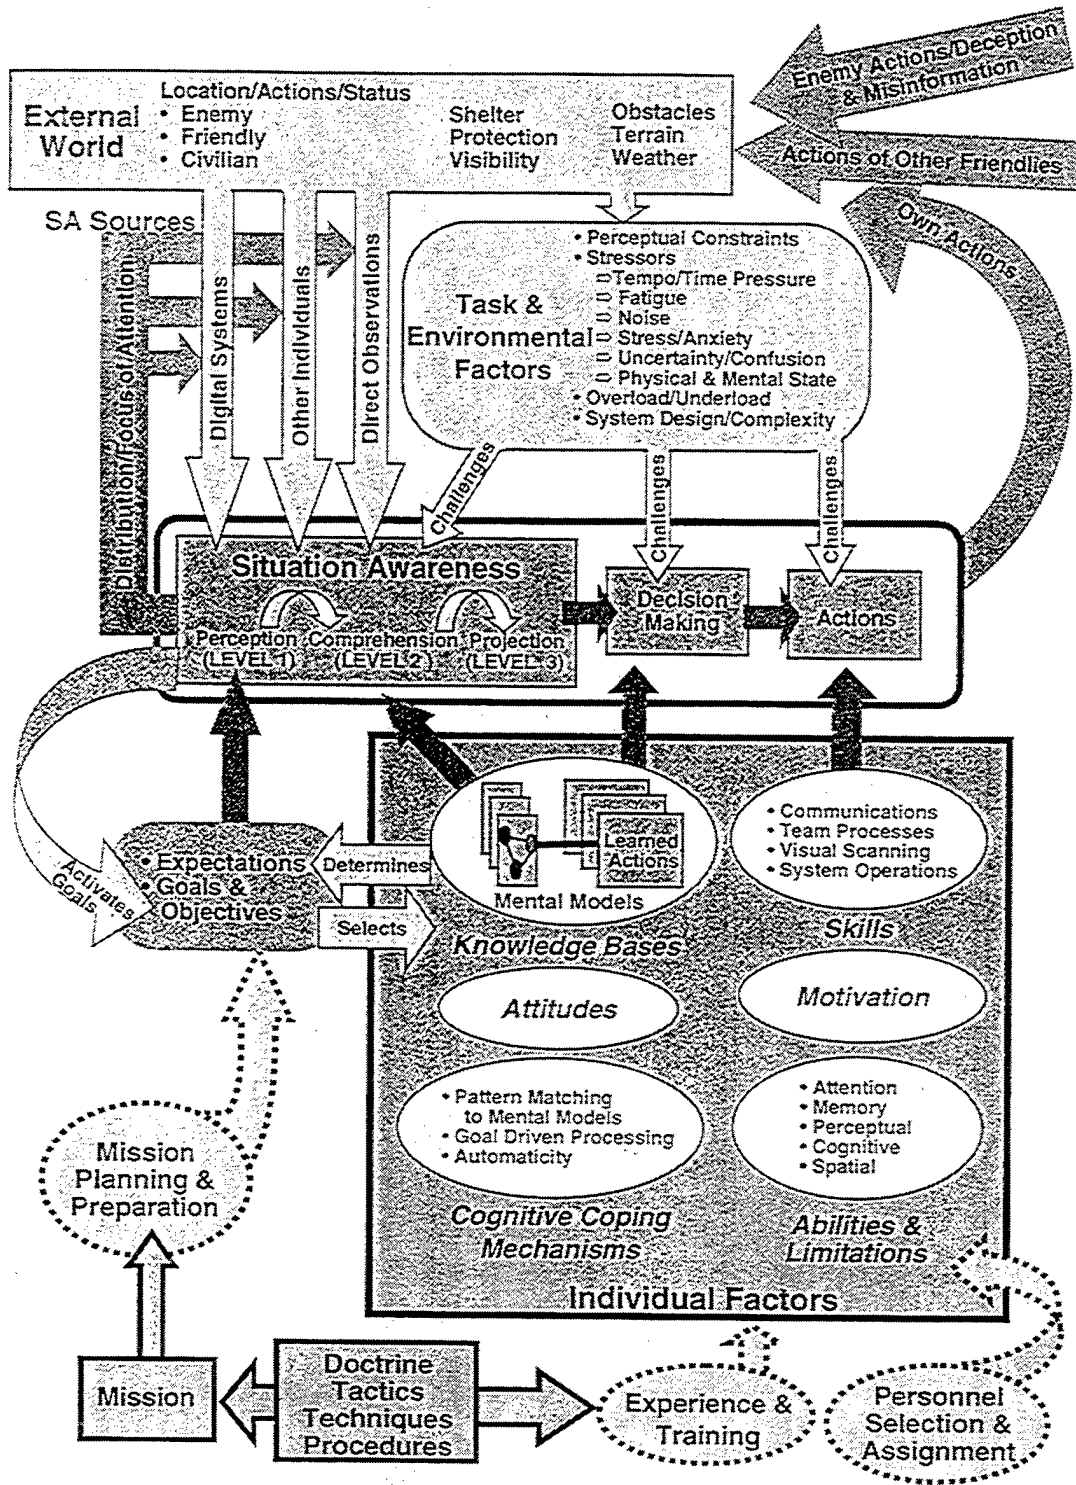 Enemy Actions/Deception
& Misinformation
Actions of Other Friendlies
Own Actions
External
World
Location/Actions/Status
• Enemy
• Friendly
• Civilian
Shelter
Protection
Visibility
Obstacles
Terrain
Weather
SA Sources
Distribution/Focus of Attention
Digital Systems
Other Individuals
Direct Observations
Task &
Environmental
Factors
• Perceptual Constraints
• Stressors
⇨Tempo/Time Pressure
⇨ Fatigue
⇨ Noise
⇨ Stress/Anxiety
⇨ Uncertainty/Confusion
⇨ Physical & Mental State
• Overload/Underload
• System Design/Complexity
Challenges
Challenges
Challenges
Situation Awareness
Perception
(LEVEL 1)
Comprehension
(LEVEL 2)
Projection
(LEVEL 3)
Decision
Making
Actions
Activates
Goals
• Expectations
• Goals &
Objectives
Determines
Selects
Learned
Actions
Mental Models
Knowledge Bases
• Communications
• Team Processes
• Visual Scanning
• System Operations
Skills
Attitudes
Motivation
• Pattern Matching
to Mental Models
• Goal Driven Processing
• Automaticity
Cognitive Coping
Mechanisms
• Attention
• Memory
• Perceptual
• Cognitive
• Spatial
Abilities &
Limitations
Individual Factors
Mission
Planning &
Preparation
Mission
Doctrine
Tactics
Techniques
Procedures
Experience &
Training
Personnel
Selection &
Assignment